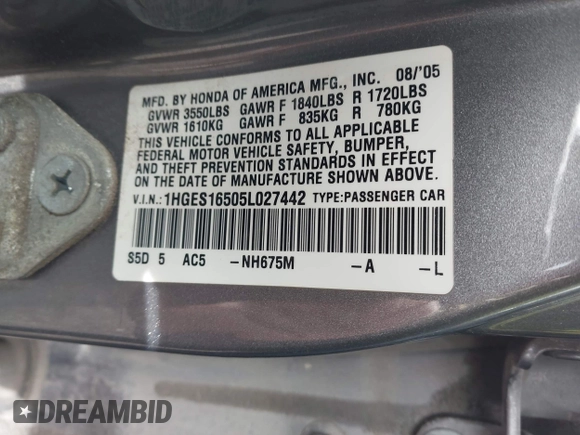 MFD. BY HONDA OF AMERICA MFG., INC. 08/'05
GVWR 3550LBS GAWR F 1840LBS R 1720LBS
GVWR 1610KG GAWR F 835KG R 780KG
THIS VEHICLE CONFORMS TO ALL APPLICABLE
FEDERAL MOTOR VEHICLE SAFETY, BUMPER,
AND THEFT PREVENTION STANDARDS IN EFFECT
ON THE DATE OF MANUFACTURE SHOWN ABOVE.
V.I.N.: 1HGES16505L027442 TYPE:PASSENGER CAR
S5D 5 AC5 -NH675M -A -L
DREAMBID